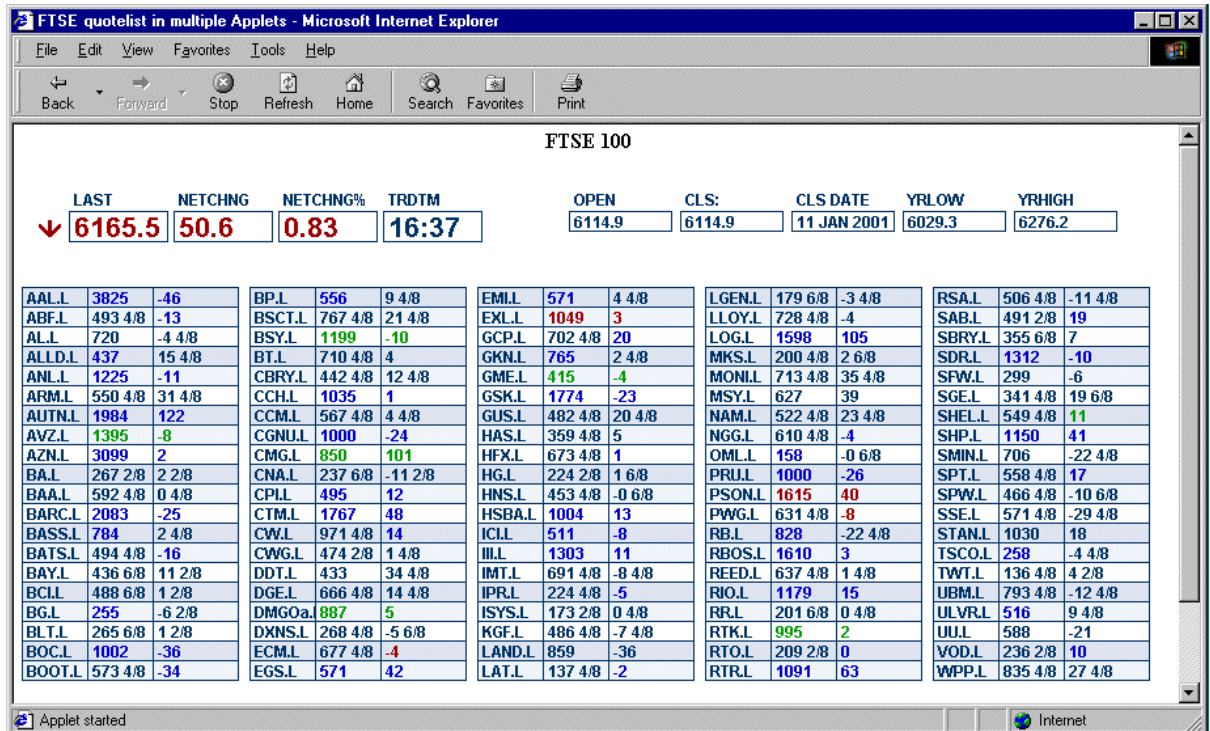 FTSE quotelist in multiple Applets - Microsoft Internet Explorer
File Edit View Favorites Tools Help
Back Forward Stop Refresh Home Search Favorites Print
FTSE 100
LAST NETCHNG NETCHNG% TRDTM OPEN CLS: CLS DATE YRLOW YRHIGH
6165.5 50.6 0.83 16:37 6114.9 6114.9 11 JAN 2001 6029.3 6276.2
AAL.L 3825 -46 BP.L 556 9 4/8 EMI.L 571 4 4/8 LGEN.L 179 6/8 -3 4/8 RSA.L 506 4/8 -11 4/8
ABF.L 493 4/8 -13 BSCT.L 767 4/8 21 4/8 EXL.L 1049 3 LLOY.L 728 4/8 -4 SAB.L 491 2/8 19
AL.L 720 -4 4/8 BSY.L 1199 -10 GCP.L 702 4/8 20 LOG.L 1598 105 SBRY.L 355 6/8 7
ALLD.L 437 15 4/8 BT.L 710 4/8 4 GKN.L 765 2 4/8 MKS.L 200 4/8 2 6/8 SDR.L 1312 -10
ANL.L 1225 -11 CBRY.L 442 4/8 12 4/8 GME.L 415 -4 MONI.L 713 4/8 35 4/8 SFW.L 299 -6
ARM.L 550 4/8 31 4/8 CCH.L 1035 1 GSK.L 1774 -23 MSY.L 627 39 SGE.L 341 4/8 19 6/8
AUTN.L 1984 122 CCM.L 567 4/8 4 4/8 GUS.L 482 4/8 20 4/8 NAM.L 522 4/8 23 4/8 SHEL.L 549 4/8 11
AVZ.L 1395 -8 CGNU.L 1000 -24 HAS.L 359 4/8 5 NGG.L 610 4/8 -4 SHP.L 1150 41
AZN.L 3099 2 CMG.L 850 101 HFX.L 673 4/8 1 OML.L 158 -0 6/8 SMIN.L 706 -22 4/8
BA.L 267 2/8 2 2/8 CNA.L 237 6/8 -11 2/8 HG.L 224 2/8 1 6/8 PRU.L 1000 -26 SPT.L 558 4/8 17
BAA.L 592 4/8 0 4/8 CPI.L 495 12 HNS.L 453 4/8 -0 6/8 PSON.L 1615 40 SPW.L 466 4/8 -10 6/8
BARC.L 2083 -25 CTM.L 1767 48 HSBA.L 1004 13 PWG.L 631 4/8 -8 SSE.L 571 4/8 -29 4/8
BASS.L 784 2 4/8 CW.L 971 4/8 14 ICI.L 511 -8 RB.L 828 -22 4/8 STAN.L 1030 18
BATS.L 494 4/8 -16 CWG.L 474 2/8 1 4/8 III.L 1303 11 RBOS.L 1610 3 TSCO.L 258 -4 4/8
BAY.L 436 6/8 11 2/8 DDT.L 433 34 4/8 IMT.L 691 4/8 -8 4/8 REED.L 637 4/8 1 4/8 TWT.L 136 4/8 4 2/8
BCI.L 488 6/8 1 2/8 DGE.L 666 4/8 14 4/8 IPR.L 224 4/8 -5 RIO.L 1179 15 UBM.L 793 4/8 -12 4/8
BG.L 255 -6 2/8 DMGOa.l 887 5 ISYS.L 173 2/8 0 4/8 RR.L 201 6/8 0 4/8 ULVR.L 516 9 4/8
BLT.L 265 6/8 1 2/8 DXNS.L 268 4/8 -5 6/8 KGF.L 486 4/8 -7 4/8 RTK.L 995 2 UU.L 588 -21
BOC.L 1002 -36 ECM.L 677 4/8 -4 LAND.L 859 -36 RTO.L 209 2/8 0 VOD.L 236 2/8 10
BOOT.L 573 4/8 -34 EGS.L 571 42 LAT.L 137 4/8 -2 RTR.L 1091 63 WPP.L 835 4/8 27 4/8
Applet started Internet